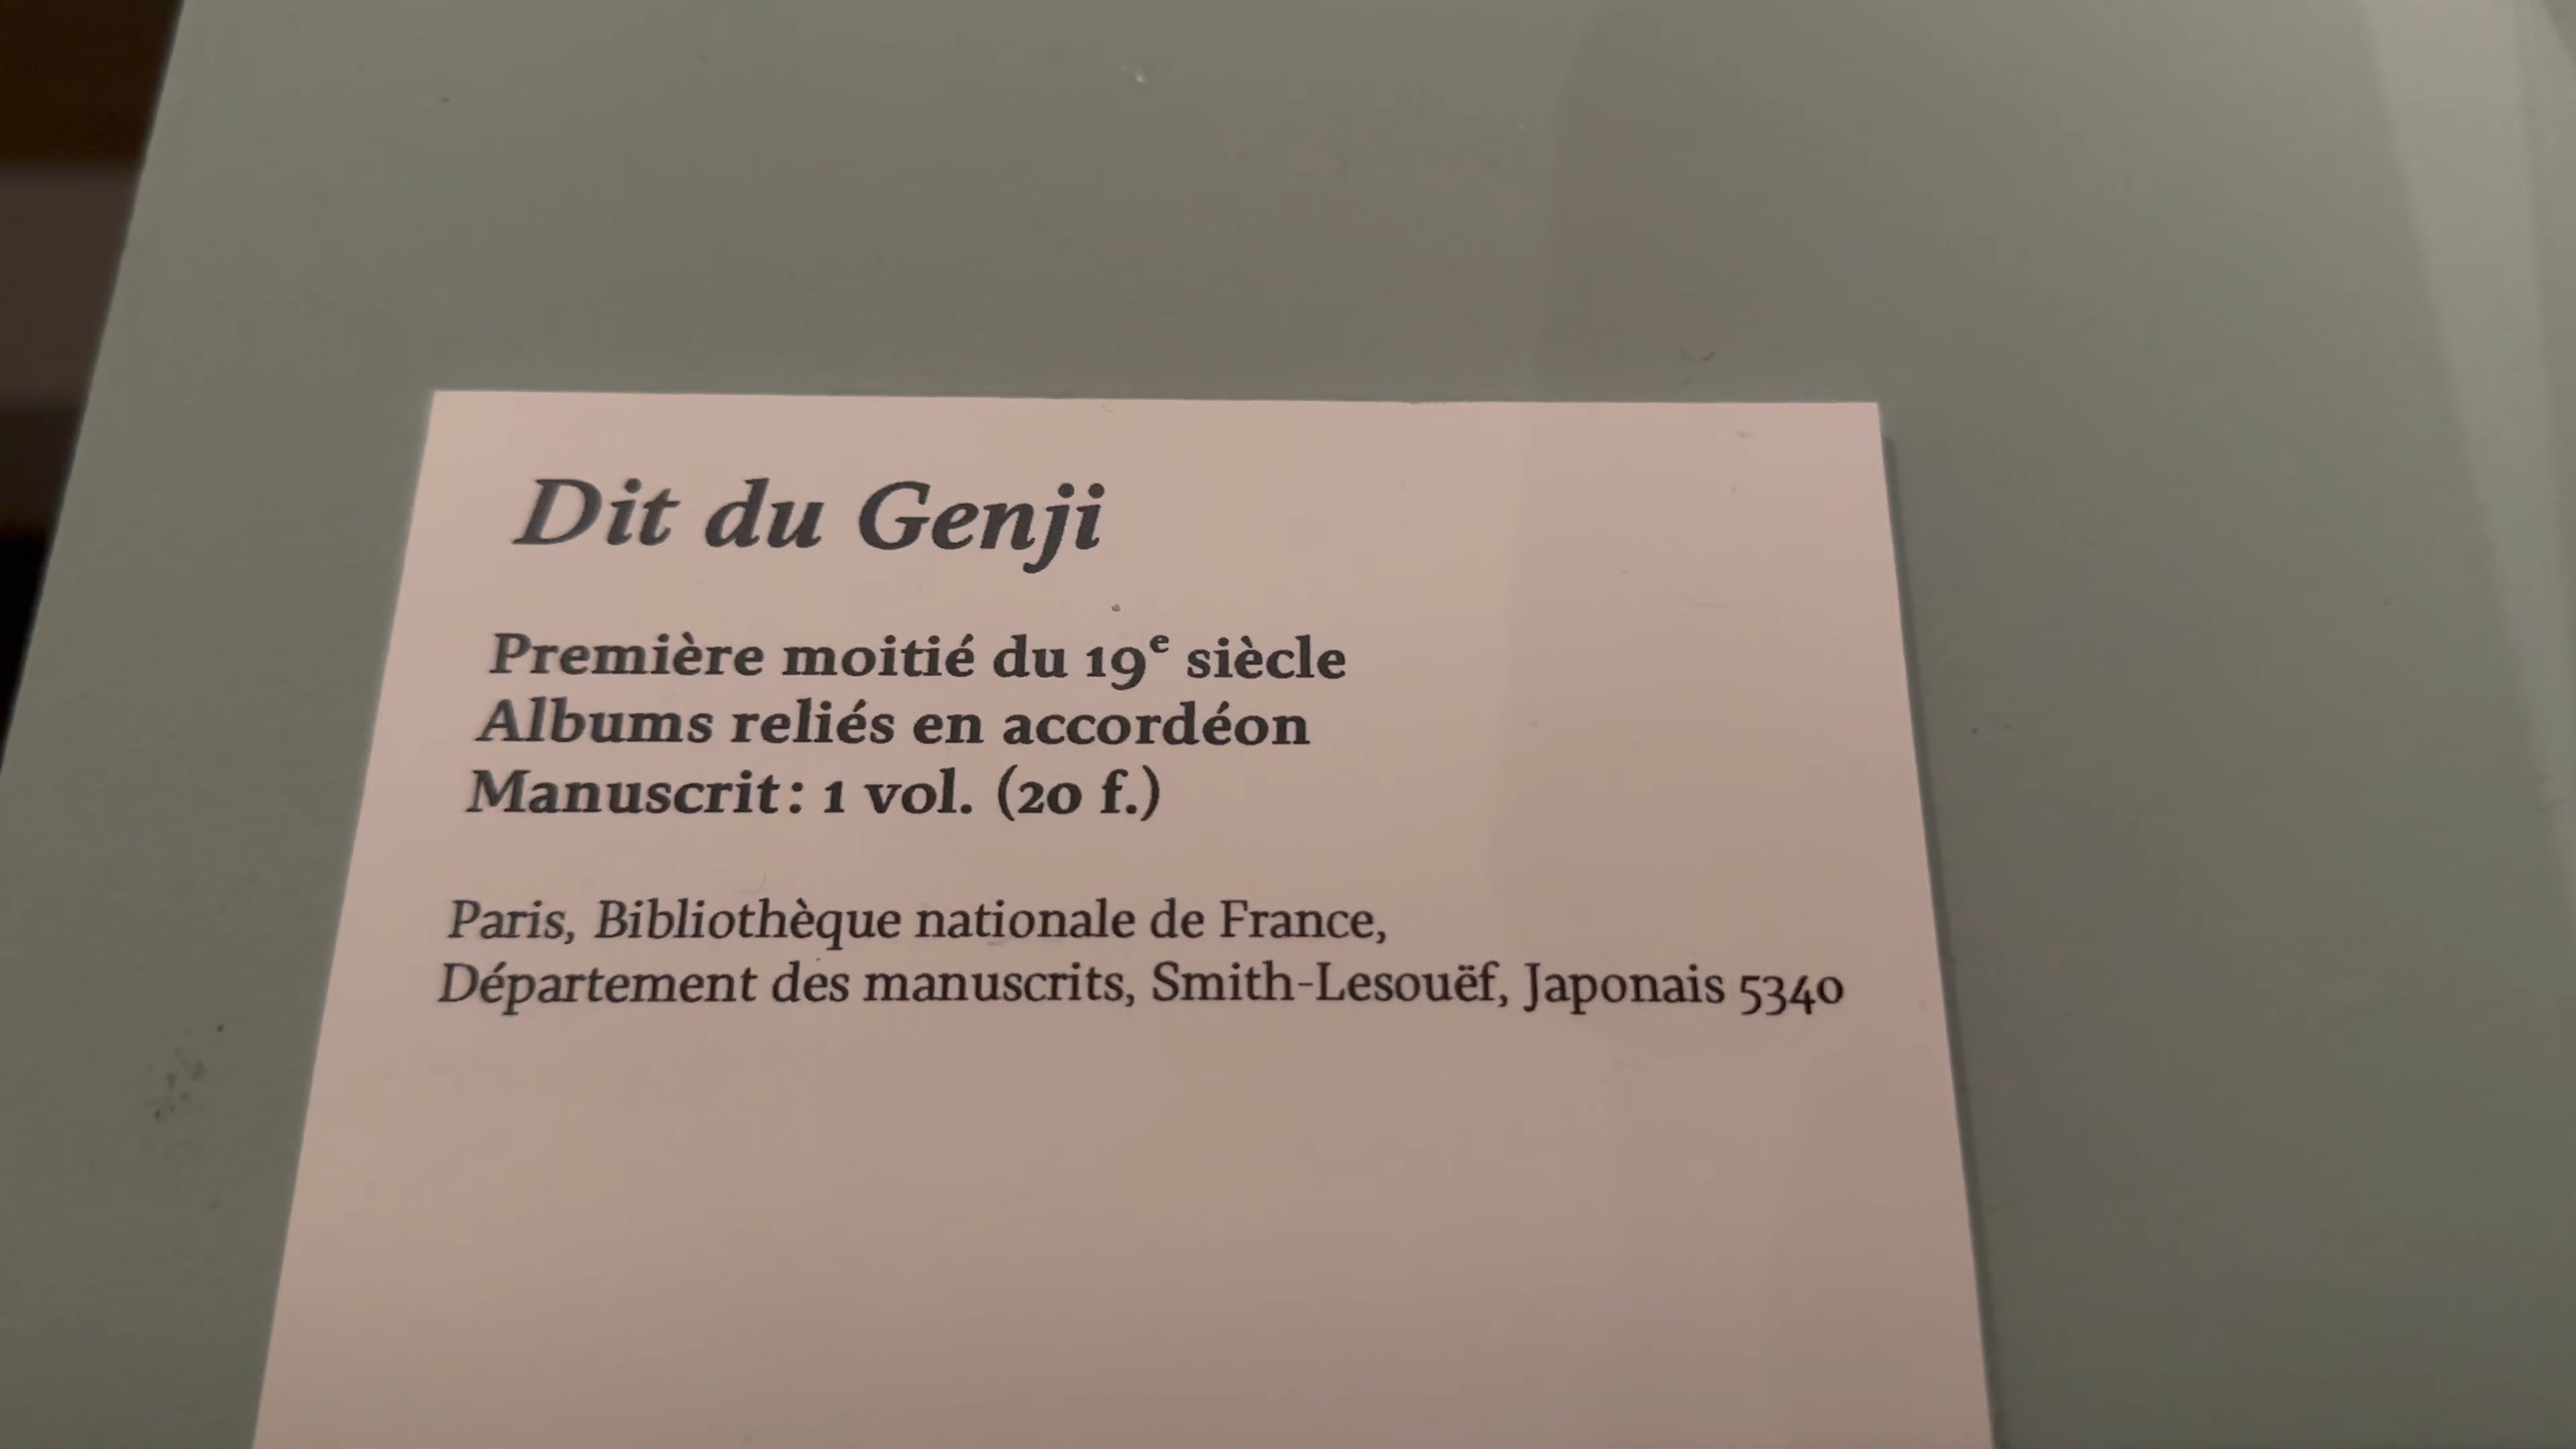 Dit du Genji
Première moitié du 19e siècle
Albums reliés en accordéon
Manuscrit : 1 vol. (20 f.)
Paris, Bibliothèque nationale de France,
Département des manuscrits, Smith-Lesouëf, Japonais 5340